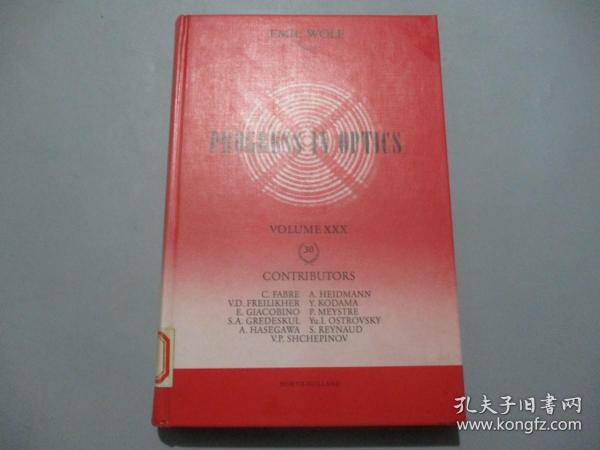 EMIL WOLF
PROGRESS IN OPTICS
VOLUME XXX
30
CONTRIBUTORS
C. FABRE A. HEIDMANN
V.D. FREILIKHER Y. KODAMA
E. GIACOBINO P. MEYSTRE
S.A. GREDESKUL Yu.I. OSTROVSKY
A. HASEGAWA S. REYNAUD
V.P. SHCHEPINOV
NORTH-HOLLAND
孔夫子旧书网
www.kongfz.com